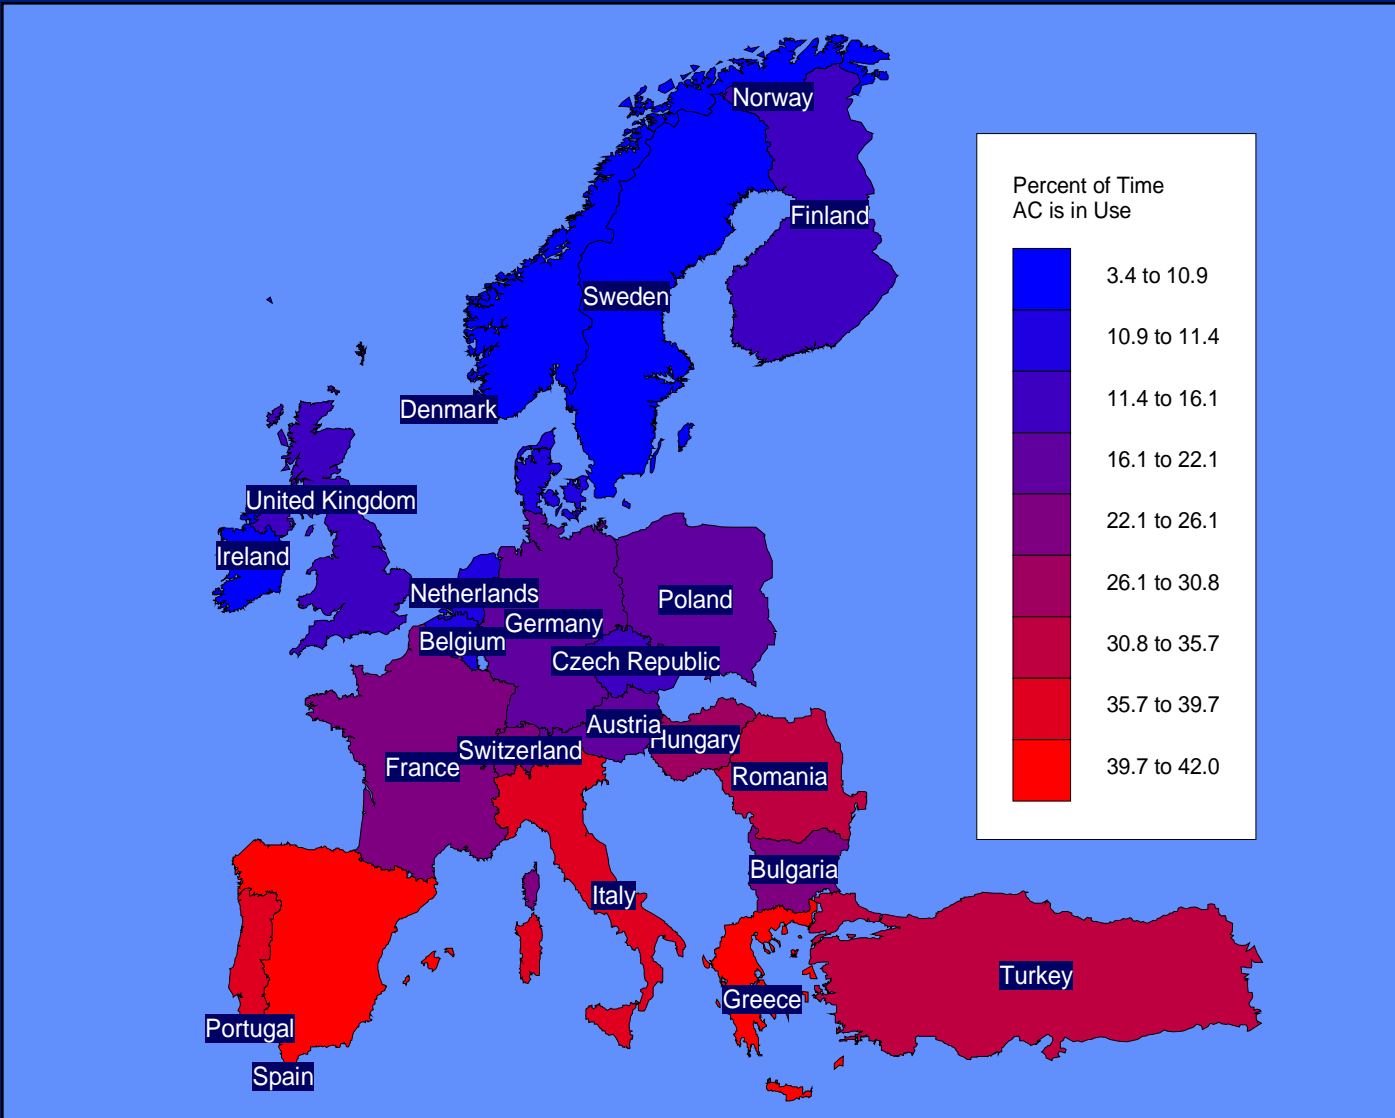 Norway
Finland
Sweden
Denmark
United Kingdom
Ireland
Netherlands
Poland
Germany
Belgium
Czech Republic
Austria
Hungary
Switzerland
France
Romania
Bulgaria
Italy
Turkey
Greece
Portugal
Spain
Percent of Time
AC is in Use
3.4 to 10.9
10.9 to 11.4
11.4 to 16.1
16.1 to 22.1
22.1 to 26.1
26.1 to 30.8
30.8 to 35.7
35.7 to 39.7
39.7 to 42.0